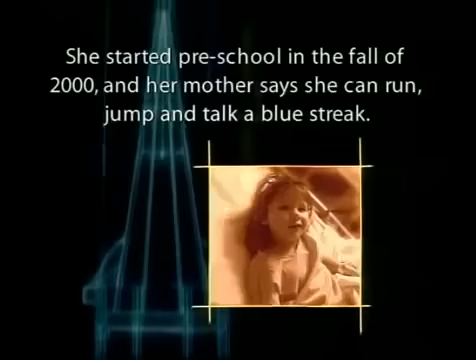 She started pre-school in the fall of
2000, and her mother says she can run,
jump and talk a blue streak.